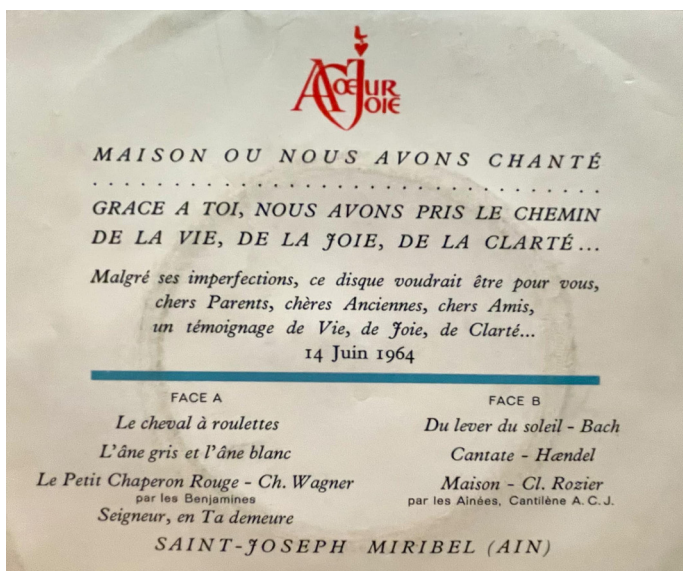 A CŒUR JOIE
MAISON OU NOUS AVONS CHANTÉ
. . . . . . . . . . . . . . . . . . . . . . . . . . . . . . . .
GRACE A TOI, NOUS AVONS PRIS LE CHEMIN
DE LA VIE, DE LA JOIE, DE LA CLARTÉ...
Malgré ses imperfections, ce disque voudrait être pour vous,
chers Parents, chères Anciennes, chers Amis,
un témoignage de Vie, de Joie, de Clarté...
14 Juin 1964
FACE A
Le cheval à roulettes
L'âne gris et l'âne blanc
Le Petit Chaperon Rouge - Ch. Wagner
par les Benjamines
Seigneur, en Ta demeure
FACE B
Du lever du soleil - Bach
Cantate - Hændel
Maison - Cl. Rozier
par les Aînées, Cantilène A.C.J.
SAINT-JOSEPH MIRIBEL (AIN)